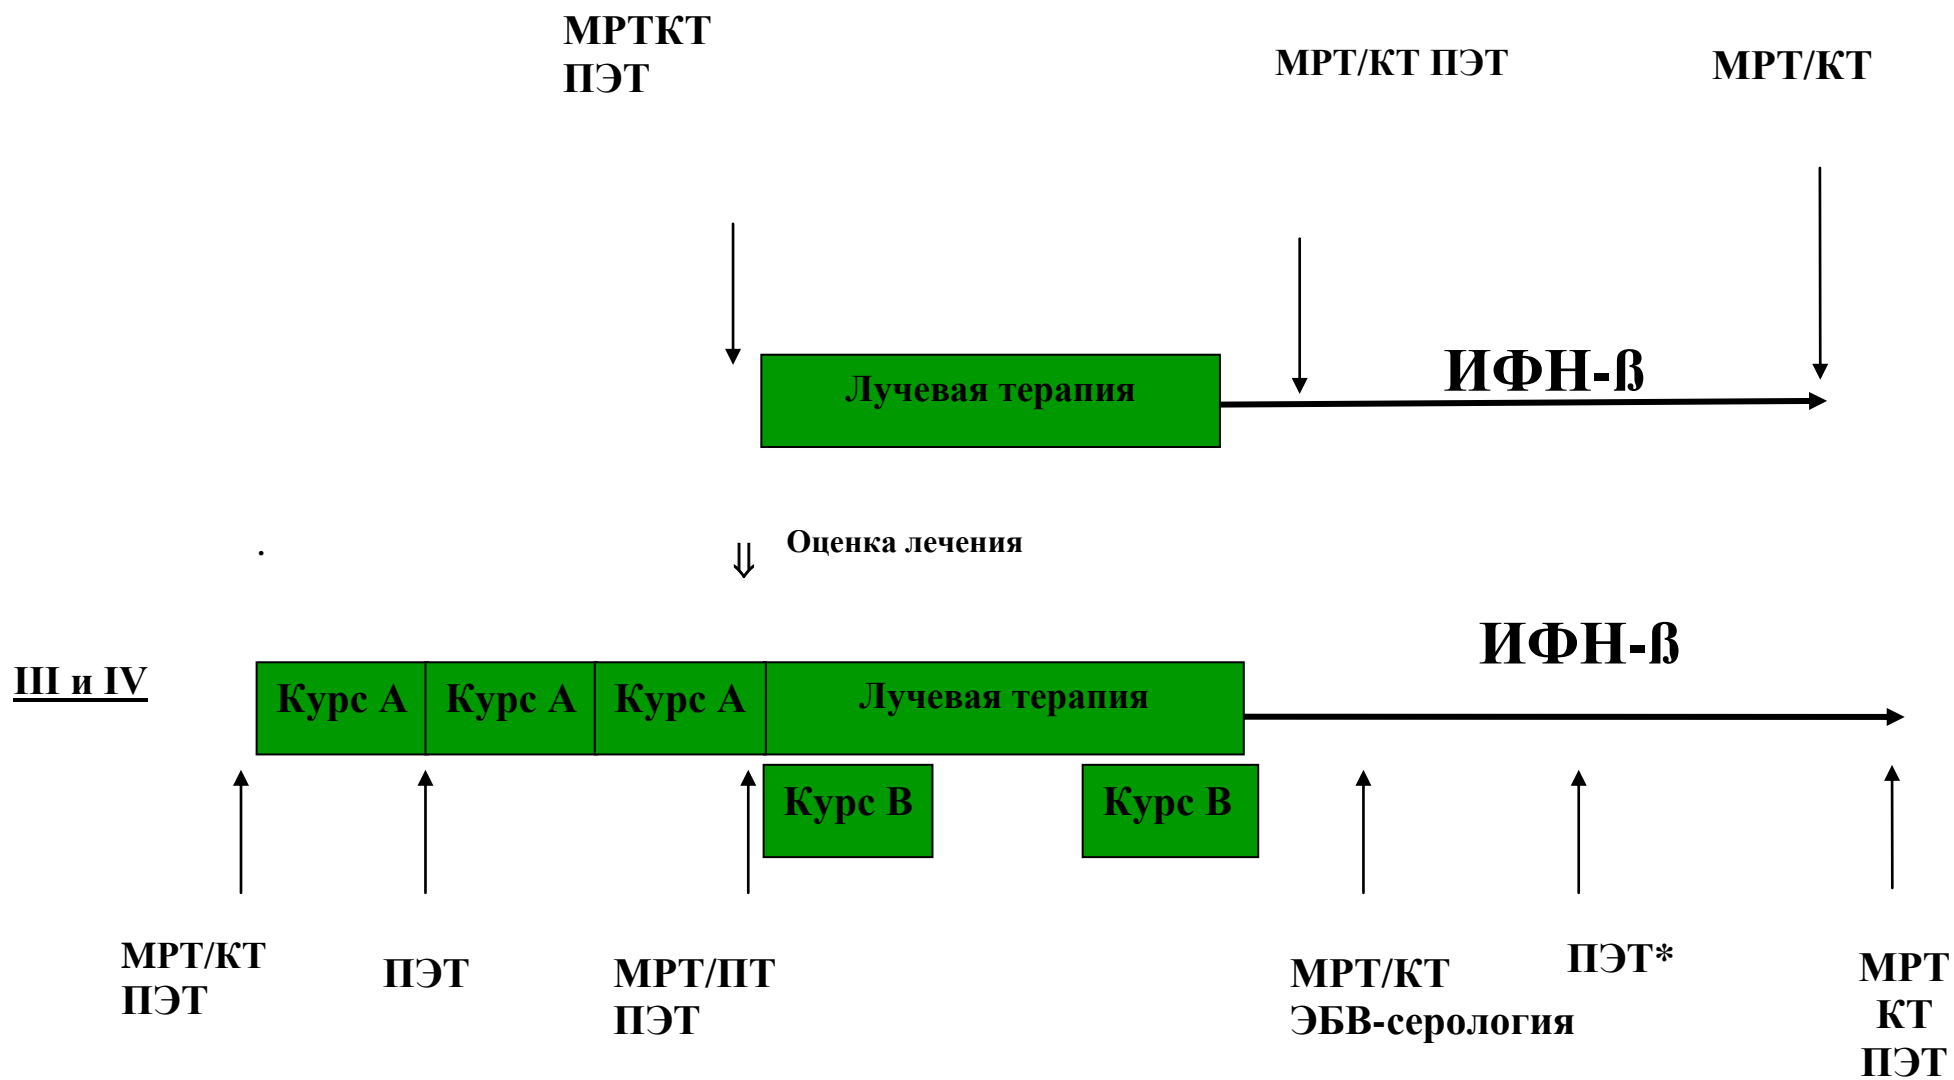 МРТКТ
ПЭТ
МРТ/КТ ПЭТ
МРТ/КТ
Лучевая терапия
ИФН-ß
.
⇓ Оценка лечения
ИФН-ß
III и IV
Курс А
Курс А
Курс А
Лучевая терапия
Курс В
Курс В
МРТ/КТ
ПЭТ
ПЭТ
МРТ/ПТ
ПЭТ
МРТ/КТ
ЭБВ-серология
ПЭТ*
МРТ
КТ
ПЭТ